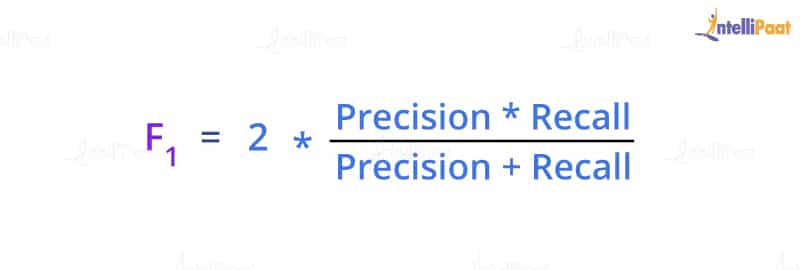 intelliPaat
F1 = 2 * Precision * Recall
Precision + Recall